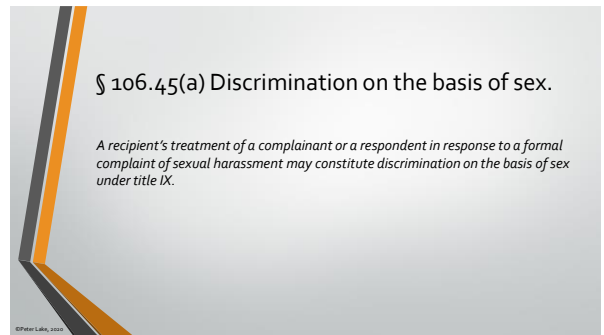 § 106.45(a) Discrimination on the basis of sex.
A recipient's treatment of a complainant or a respondent in response to a formal
complaint of sexual harassment may constitute discrimination on the basis of sex
under title IX.
©Peter Lake, 2020